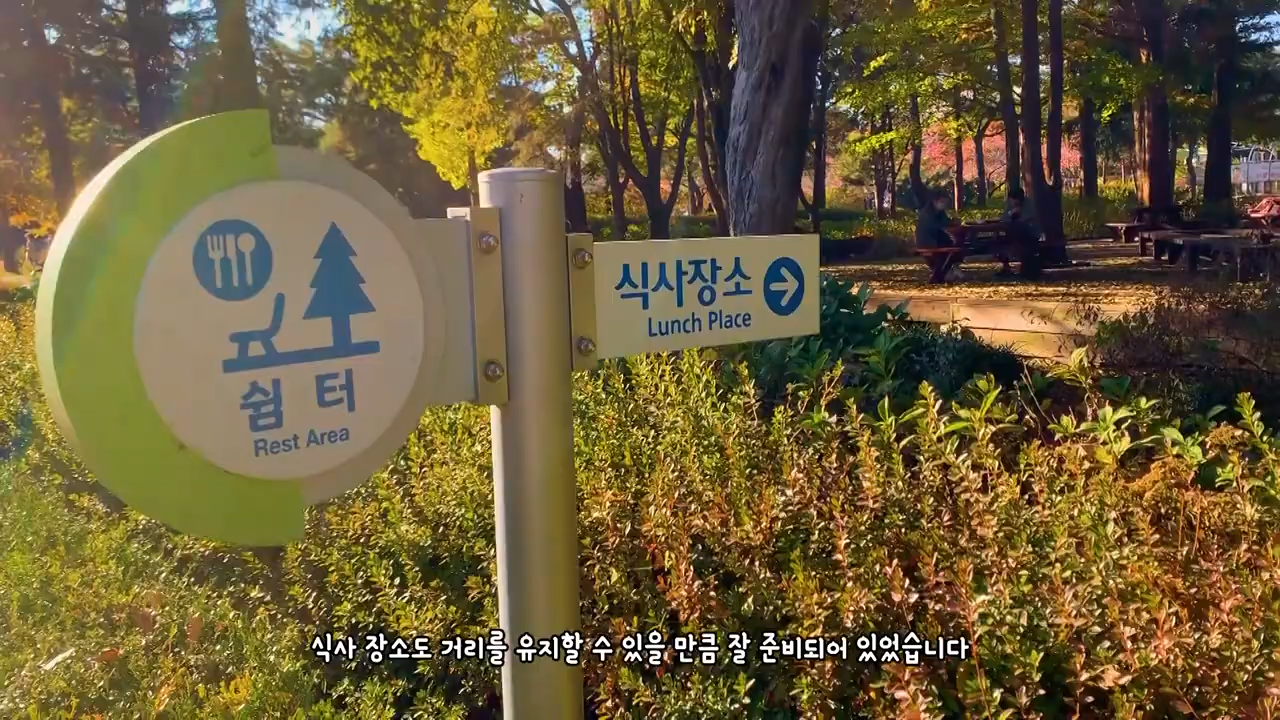 쉼 터
Rest Area
식사장소
Lunch Place
식사 장소도 거리를 유지할 수 있을 만큼 잘 준비되어 있었습니다